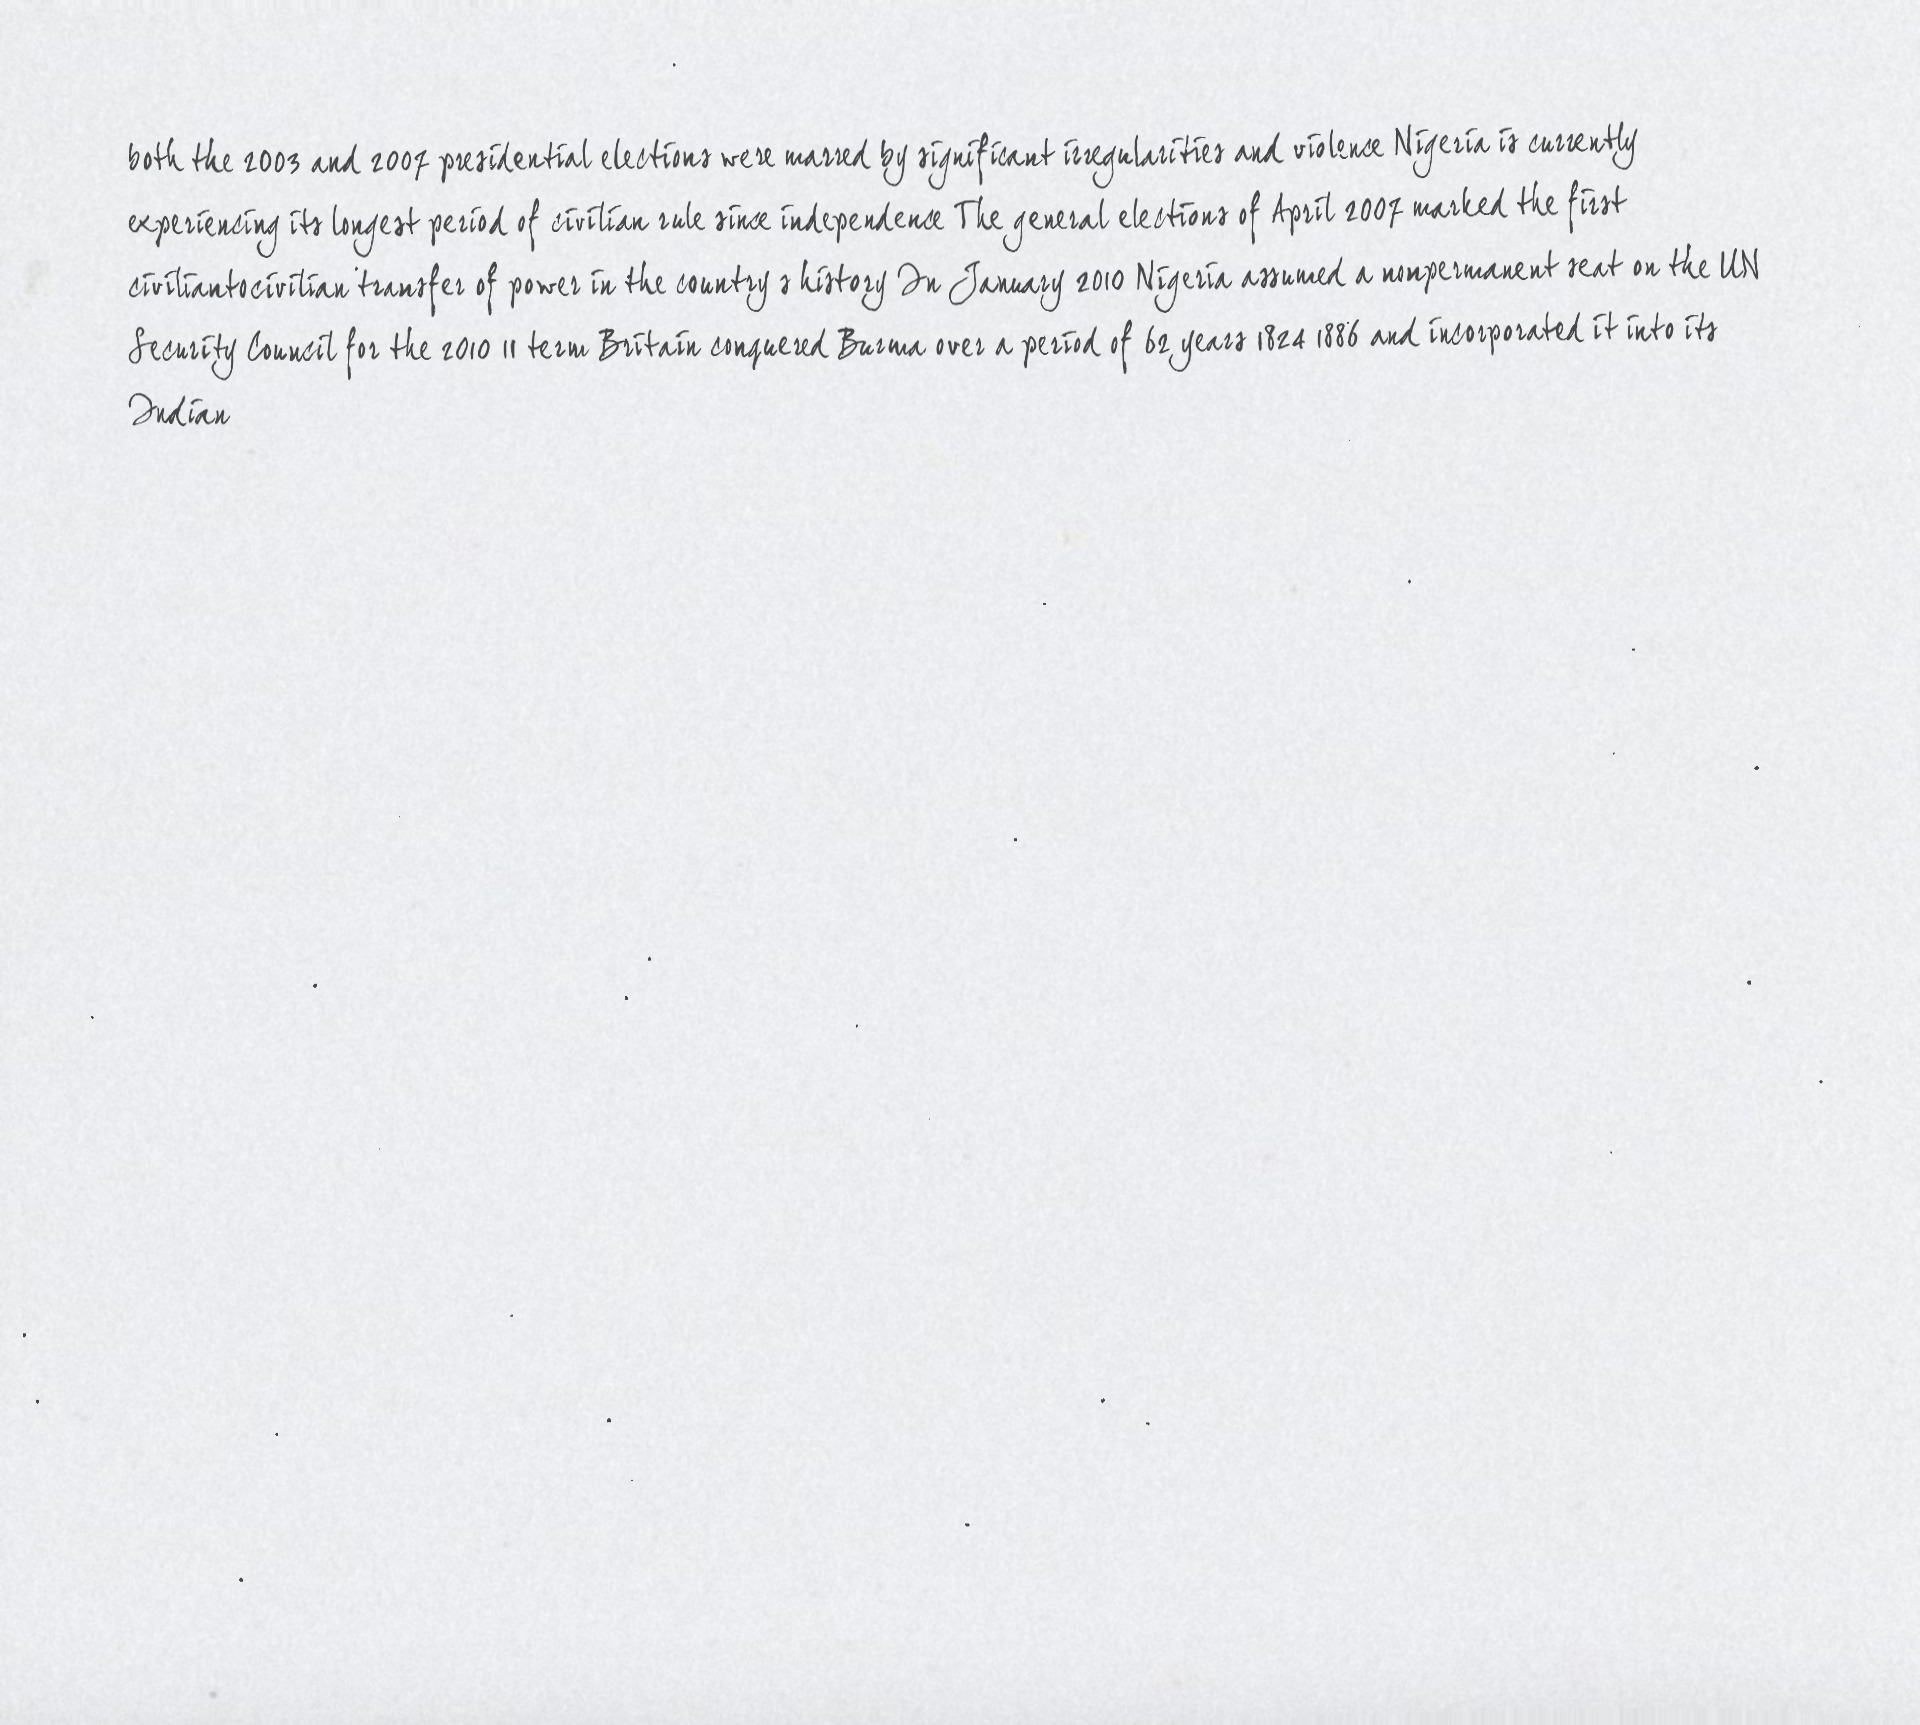 both the 2003 and 2007 presidential elections were marred by significant irregularities and violence Nigeria is currently
experiencing its longest period of civilian rule since independence The general elections of April 2007 marked the first
civiliantocivilian transfer of power in the country s history In January 2010 Nigeria assumed a nonpermanent seat on the UN
Security Council for the 2010 11 term Britain conquered Burma over a period of 62 years 1824 1886 and incorporated it into its
Indian